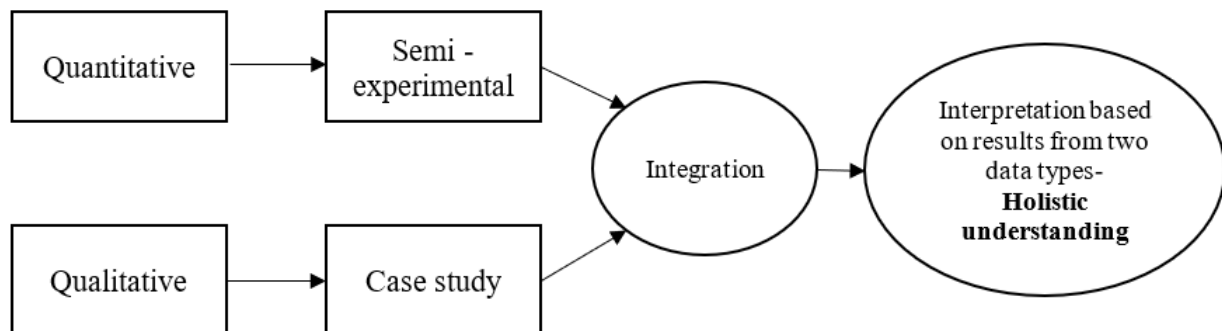 Quantitative
Semi -
experimental
Integration
Interpretation based
on results from two
data types-
Holistic
understanding
Qualitative
Case study